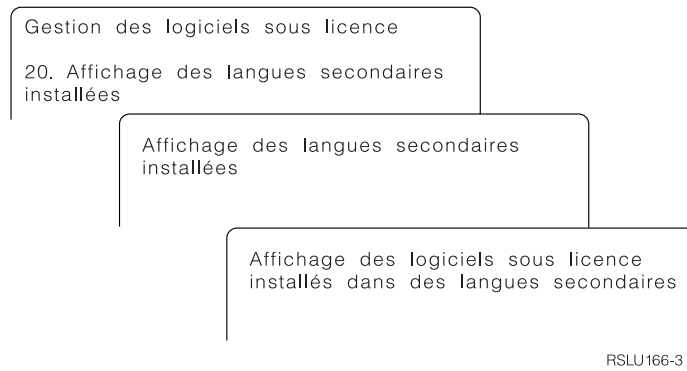 Gestion des logiciels sous licence
20. Affichage des langues secondaires
installées
Affichage des langues secondaires
installées
Affichage des logiciels sous licence
installés dans des langues secondaires
RSLU166-3